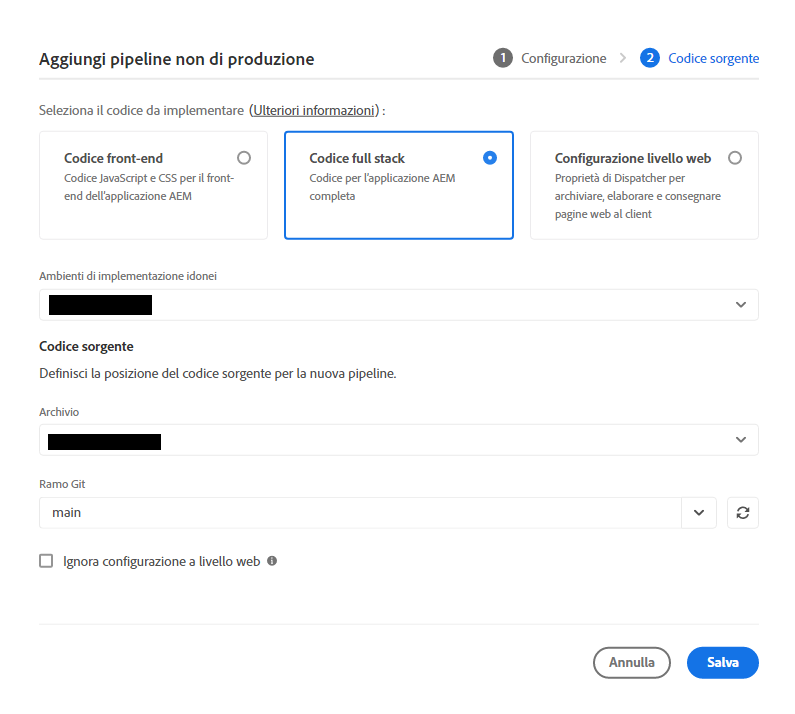 Aggiungi pipeline non di produzione
1 Configurazione
2 Codice sorgente
Seleziona il codice da implementare (Ulteriori informazioni) :
Codice front-end
Codice JavaScript e CSS per il front-
end dell'applicazione AEM
Codice full stack
Codice per l'applicazione AEM
completa
Configurazione livello web
Proprietà di Dispatcher per
archiviare, elaborare e consegnare
pagine web al client
Ambienti di implementazione idonei
Codice sorgente
Definisci la posizione del codice sorgente per la nuova pipeline.
Archivio
Ramo Git
main
Ignora configurazione a livello web
Annulla
Salva